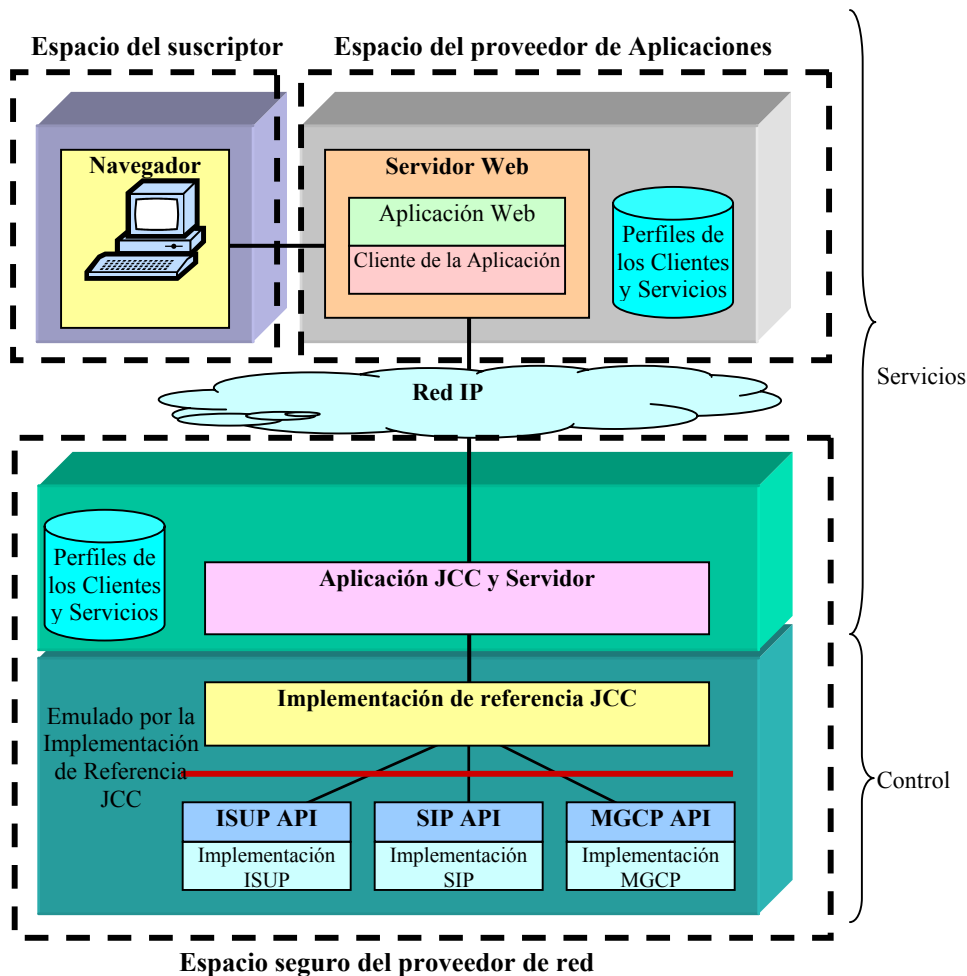 Espacio del suscriptor
Espacio del proveedor de Aplicaciones
Navegador
Servidor Web
Aplicación Web
Cliente de la Aplicación
Perfiles de
los Clientes
y Servicios
Servicios
Red IP
Perfiles de
los Clientes
y Servicios
Aplicación JCC y Servidor
Implementación de referencia JCC
Emulado por la
Implementación
de Referencia
JCC
Control
ISUP API
Implementación
ISUP
SIP API
Implementación
SIP
MGCP API
Implementación
MGCP
Espacio seguro del proveedor de red